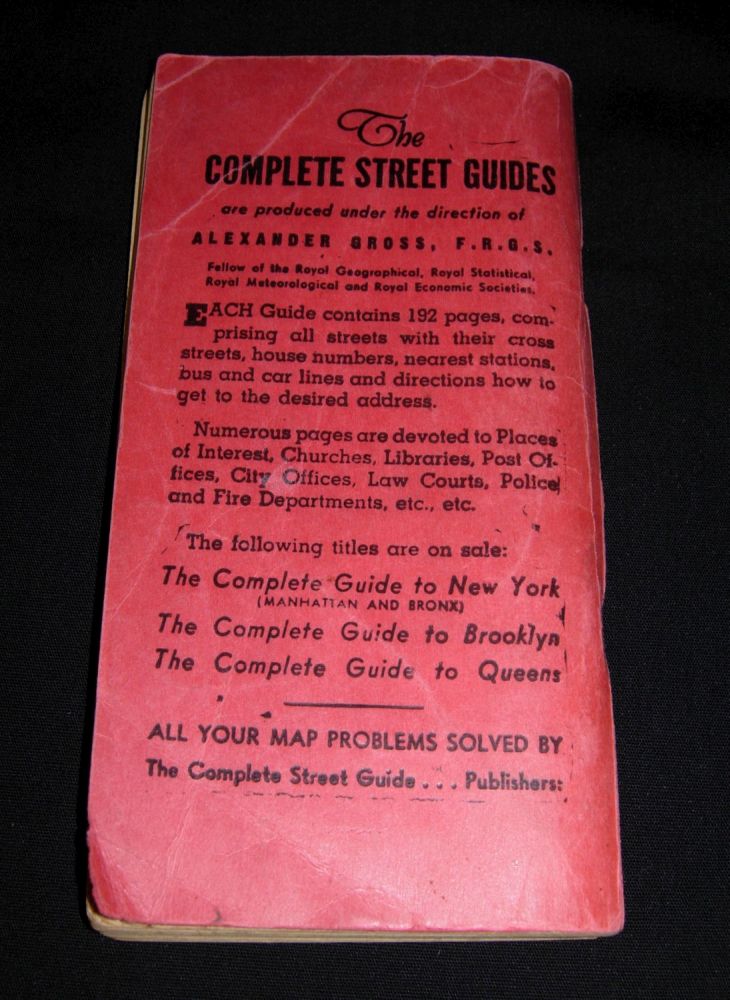 The
COMPLETE STREET GUIDES
are produced under the direction of
ALEXANDER GROSS, F.R.G.S.
Fellow of the Royal Geographical, Royal Statistical,
Royal Meteorological and Royal Economic Societies.
EACH Guide contains 192 pages, com-
prising all streets with their cross
streets, house numbers, nearest stations,
bus and car lines and directions how to
get to the desired address.
Numerous pages are devoted to Places
of Interest, Churches, Libraries, Post Of-
fices, City Offices, Law Courts, Police
and Fire Departments, etc., etc.
The following titles are on sale:
The Complete Guide to New York
(MANHATTAN AND BRONX)
The Complete Guide to Brooklyn
The Complete Guide to Queens
ALL YOUR MAP PROBLEMS SOLVED BY
The Complete Street Guide . . . Publishers: